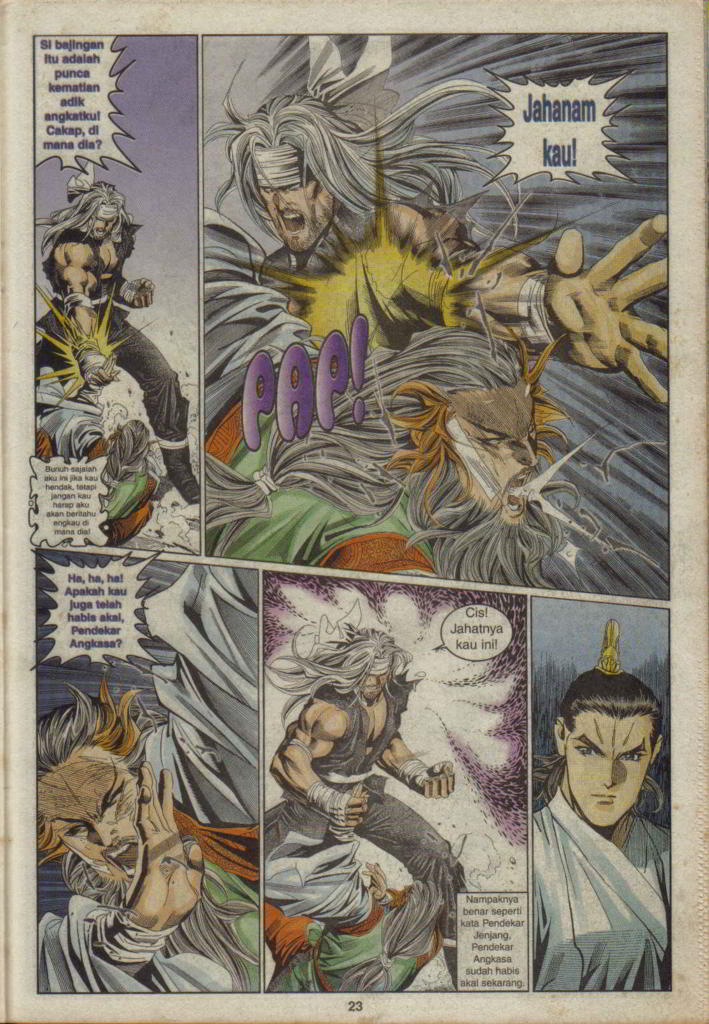 Si bajingan
itu adalah
punca
kematian
adik
angkatku!
Cakap, di
mana dia?
Jahanam
kau!
PAP!
Bunuh sajalah
aku ini jika kau
hendak, tetapi
jangan kau
harap aku
akan beritahu
engkau di
mana dia!
Ha, ha, ha!
Apakah kau
juga telah
habis akal,
Pendekar
Angkasa?
Cis!
Jahatnya
kau ini!
Nampaknya
benar seperti
kata Pendekar
Jenjang,
Pendekar
Angkasa
sudah habis
akal sekarang.
23